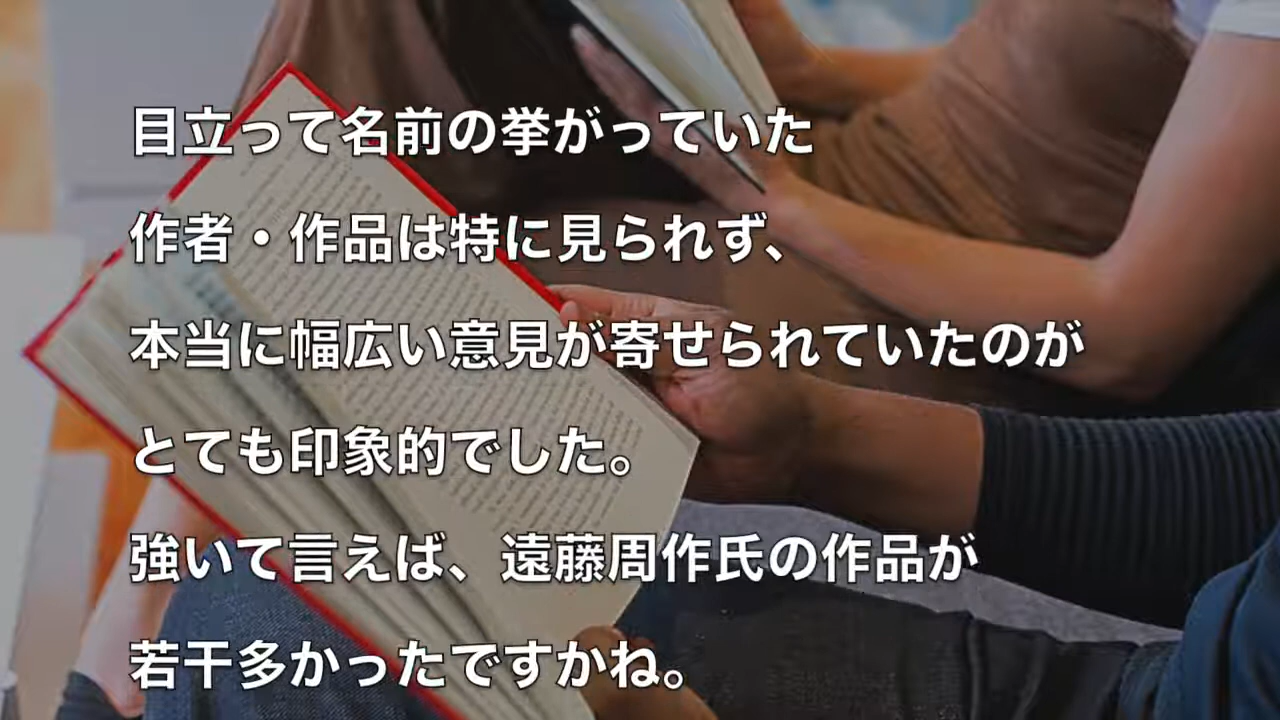 目立って名前の挙がっていた
作者・作品は特に見られず、
本当に幅広い意見が寄せられていたのが
とても印象的でした。
強いて言えば、遠藤周作氏の作品が
若干多かったですかね。